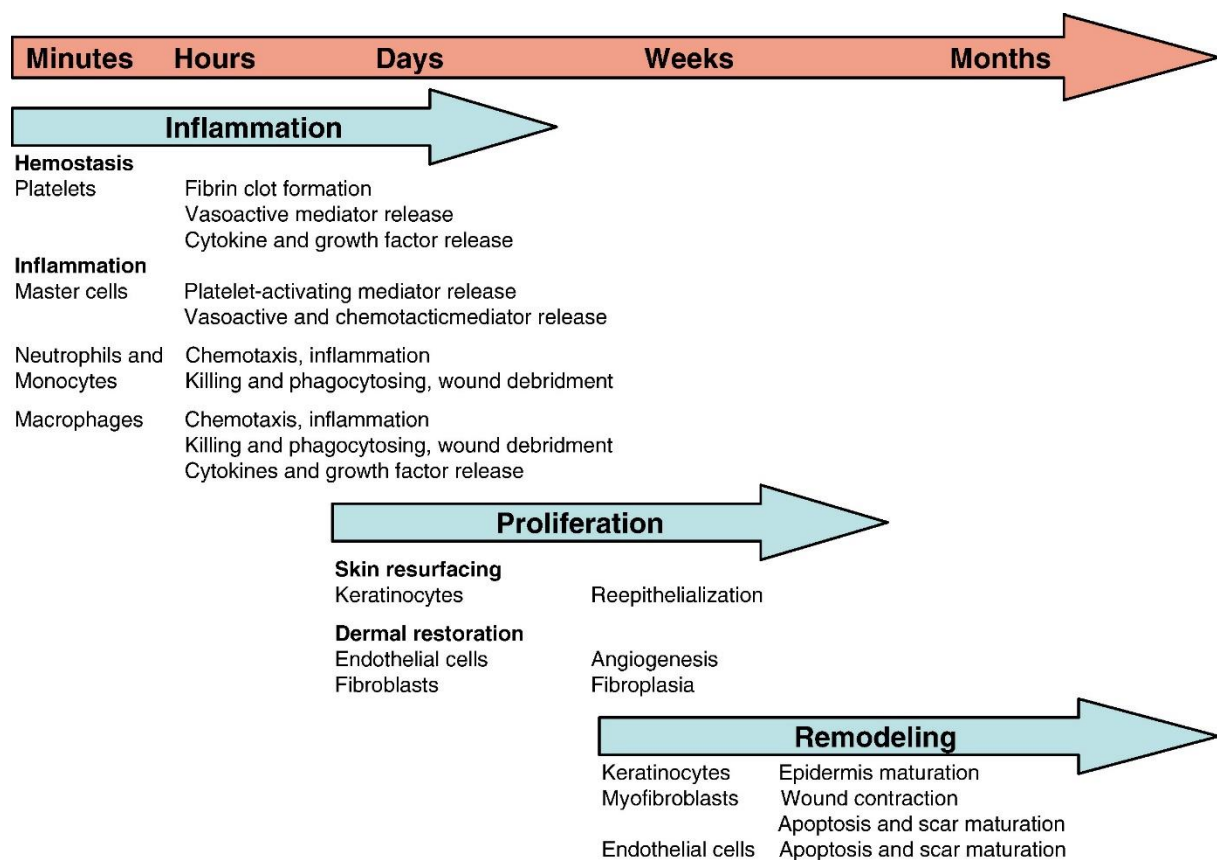 Minutes Hours Days Weeks Months
Inflammation
Hemostasis
Platelets Fibrin clot formation
Vasoactive mediator release
Cytokine and growth factor release
Inflammation
Master cells Platelet-activating mediator release
Vasoactive and chemotacticmediator release
Neutrophils and Chemotaxis, inflammation
Monocytes Killing and phagocytosing, wound debridment
Macrophages Chemotaxis, inflammation
Killing and phagocytosing, wound debridment
Cytokines and growth factor release
Proliferation
Skin resurfacing
Keratinocytes Reepithelialization
Dermal restoration
Endothelial cells Angiogenesis
Fibroblasts Fibroplasia
Remodeling
Keratinocytes Epidermis maturation
Myofibroblasts Wound contraction
Apoptosis and scar maturation
Endothelial cells Apoptosis and scar maturation